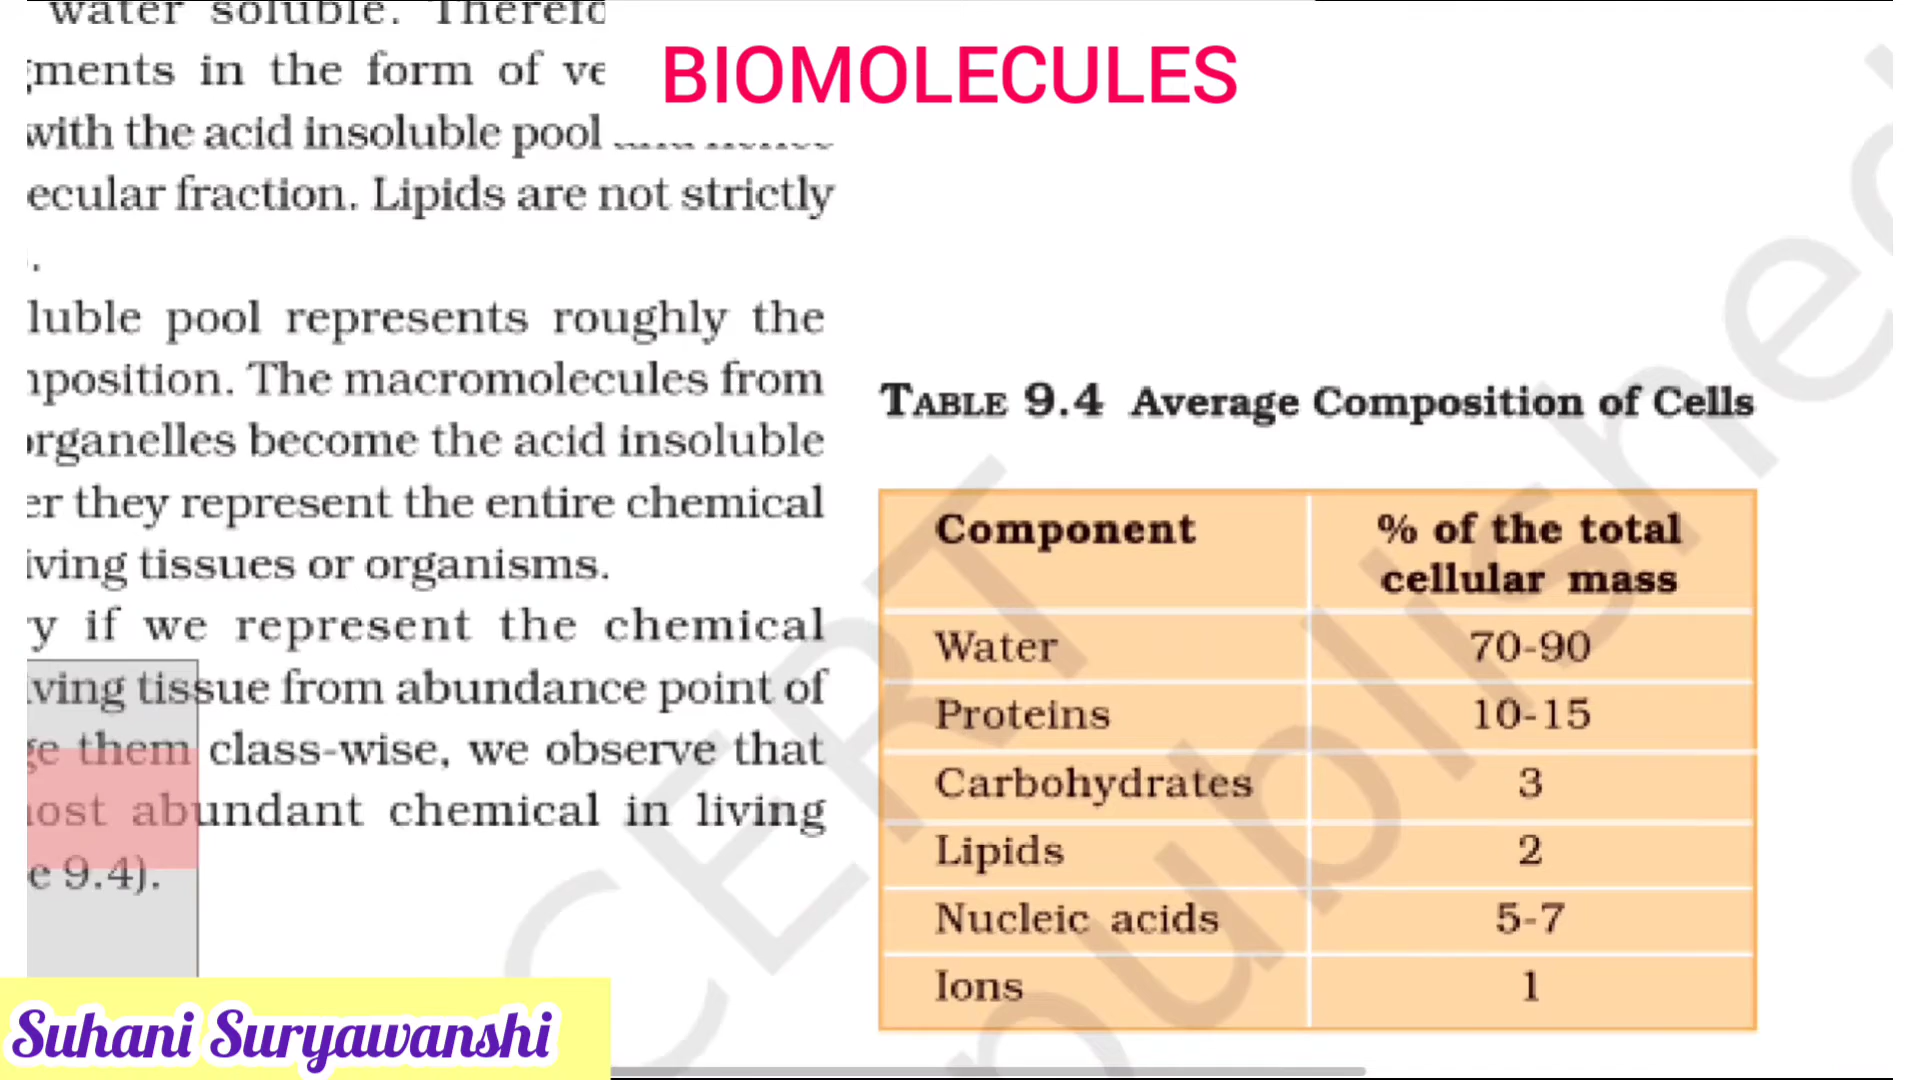 water soluble.
BIOMOLECULES
ments in the form of
with the acid insoluble pool and hence
ecular fraction. Lipids are not strictly
.
luble pool represents roughly the
position. The macromolecules from
organelles become the acid insoluble
er they represent the entire chemical
iving tissues or organisms.
y if we represent the chemical
ving tissue from abundance point of
ge them class-wise, we observe that
ost abundant chemical in living
e 9.4).
TABLE 9.4 Average Composition of Cells
Component % of the total cellular mass
Water 70-90
Proteins 10-15
Carbohydrates 3
Lipids 2
Nucleic acids 5-7
Ions 1
Suhani Suryawanshi